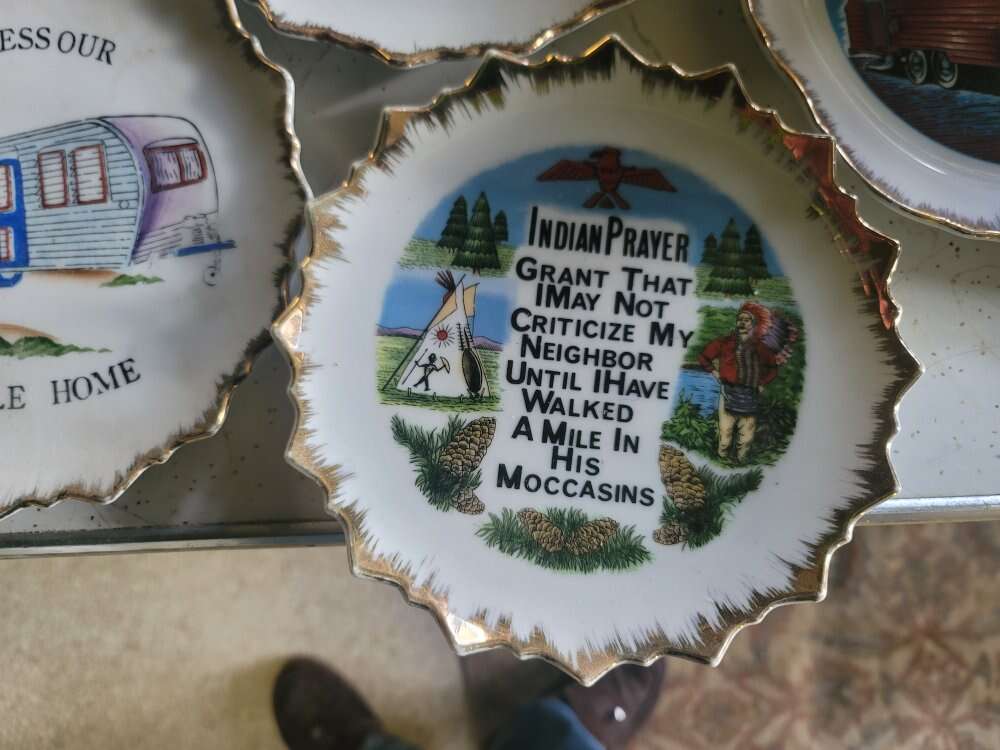 ESS OUR
LE HOME
INDIAN PRAYER
GRANT THAT
I MAY NOT
CRITICIZE MY
NEIGHBOR
UNTIL I HAVE
WALKED
A MILE IN
HIS
MOCCASINS